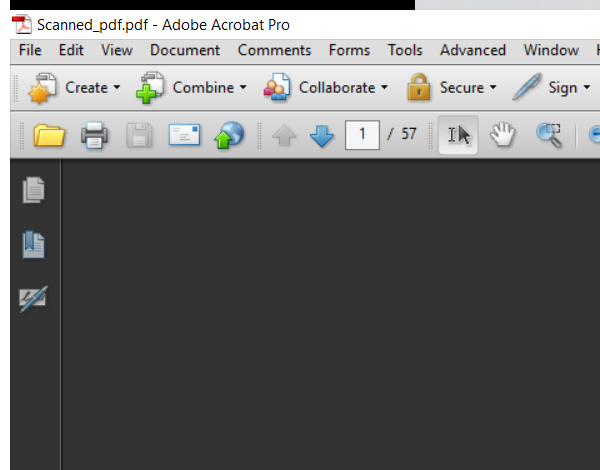 Scanned_pdf.pdf - Adobe Acrobat Pro
File Edit View Document Comments Forms Tools Advanced Window
Create Combine Collaborate Secure Sign
1 / 57